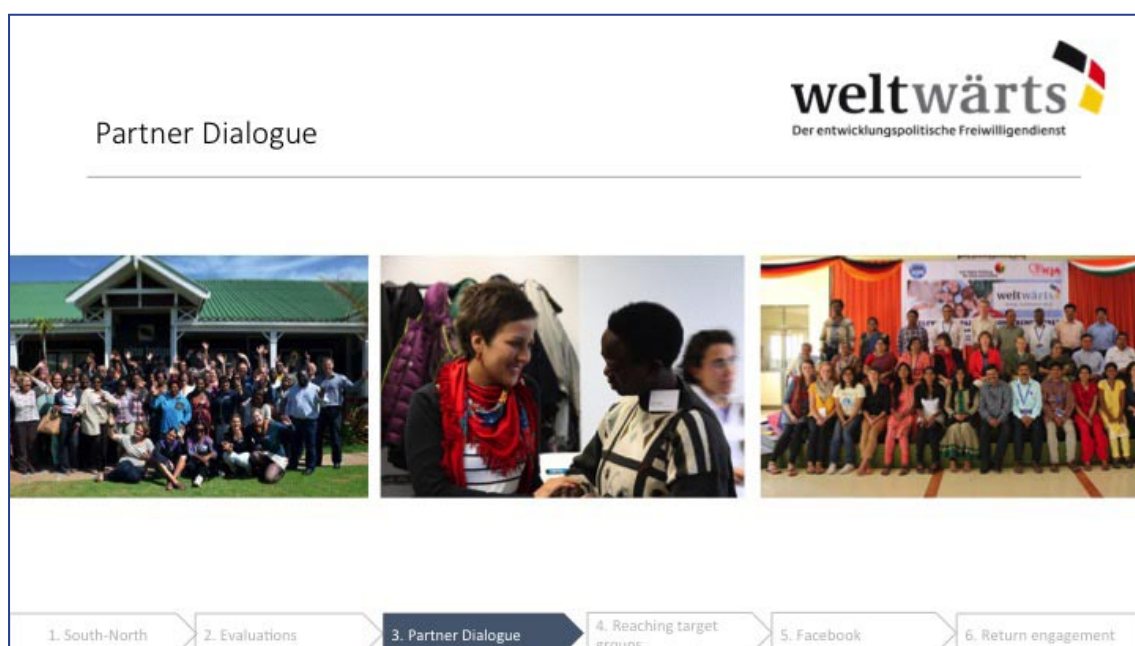 weltwärts
Der entwicklungspolitische Freiwilligendienst
Partner Dialogue
weltwärts
1. South-North
2. Evaluations
3. Partner Dialogue
4. Reaching target
groups
5. Facebook
6. Return engagement